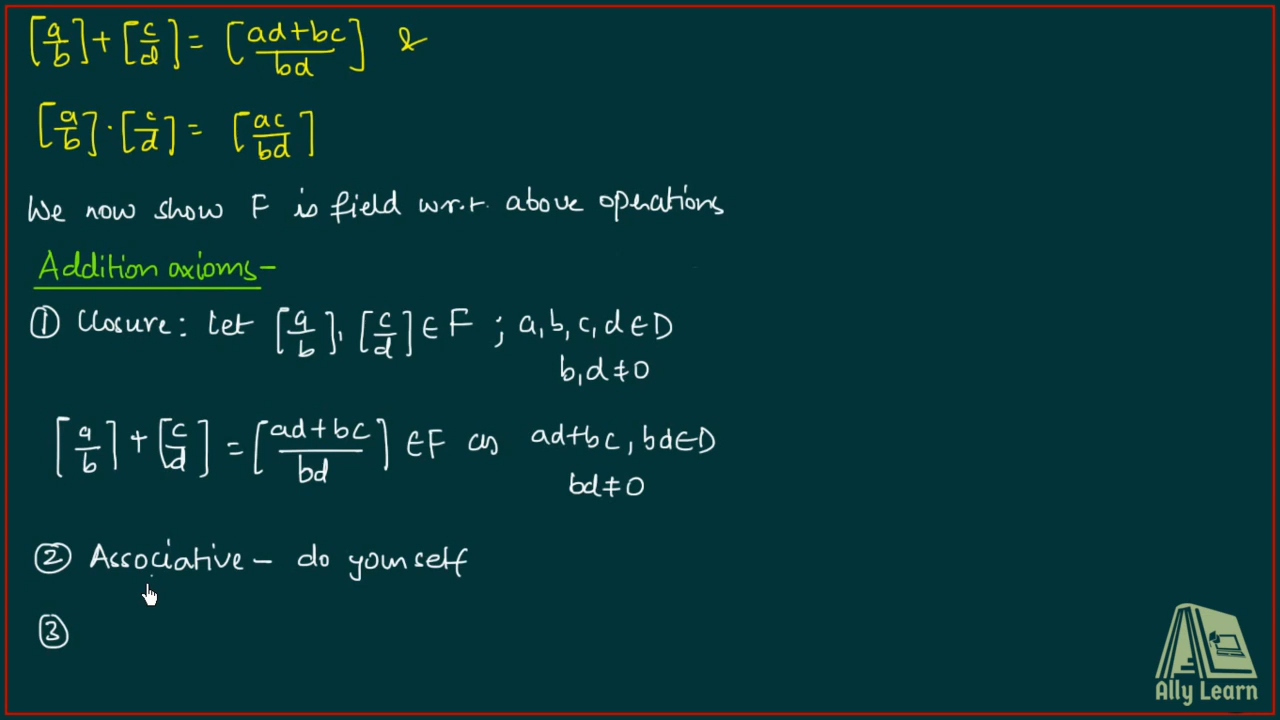 [a/b] + [c/d] = [ad+bc/bd] &
[a/b] · [c/d] = [ac/bd]
We now show F is field w.r.t. above operations
Addition axioms-
① Closure: Let [a/b], [c/d] ∈ F ; a, b, c, d ∈ D
b, d ≠ 0
[a/b] + [c/d] = [ad+bc/bd] ∈ F as ad+bc, bd ∈ D
bd ≠ 0
② Associative – do yourself
③
Ally Learn